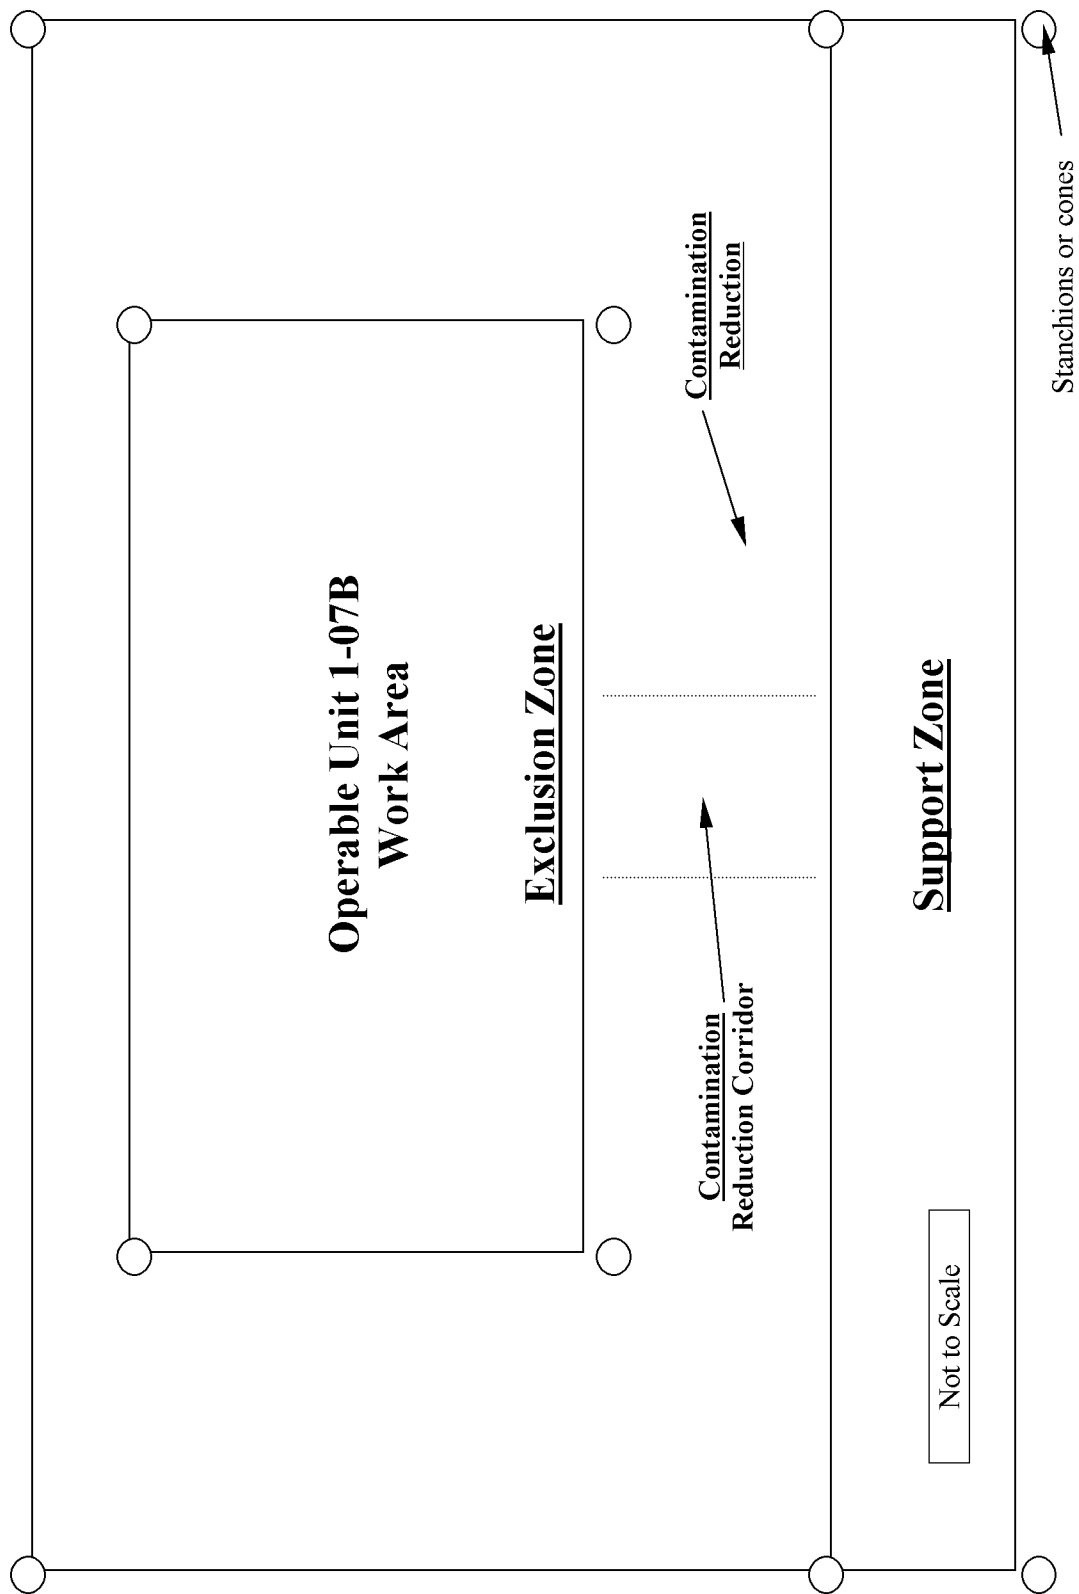 Operable Unit 1-07B
Work Area
Exclusion Zone
Contamination
Reduction Corridor
Contamination
Reduction
Support Zone
Not to Scale
Stanchions or cones